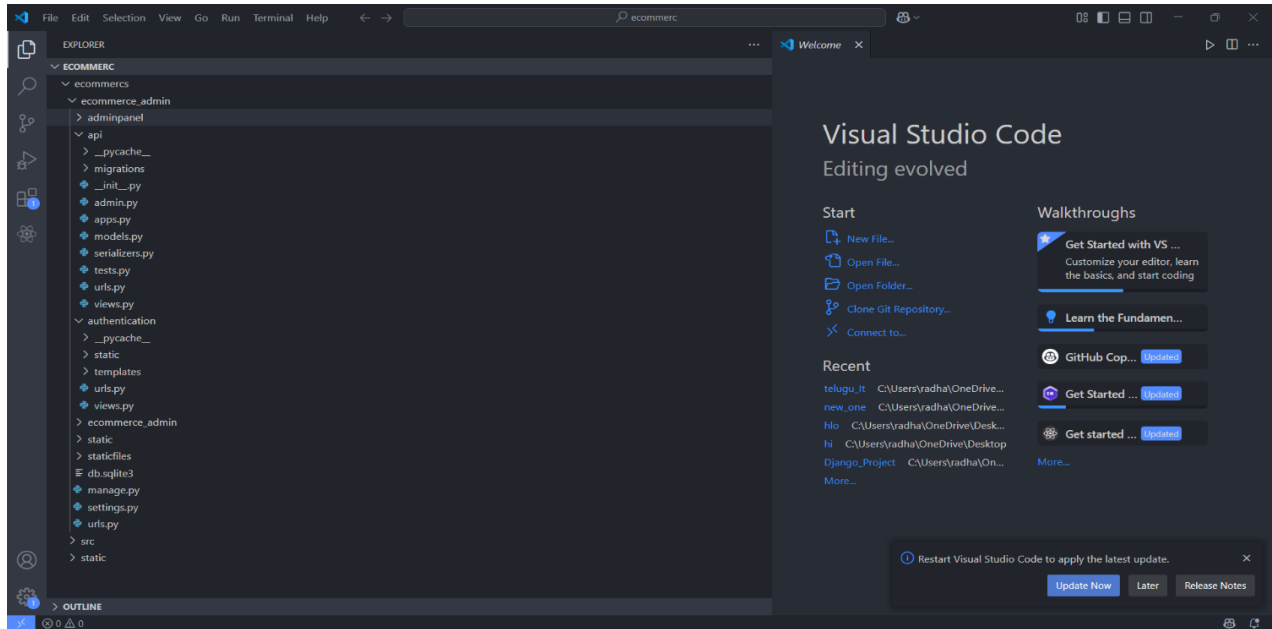 File Edit Selection View Go Run Terminal Help
ecommerc
EXPLORER
Welcome
ECOMMERC
ecommercs
ecommerce_admin
adminpanel
api
__pycache__
migrations
__init__.py
admin.py
apps.py
models.py
serializers.py
tests.py
urls.py
views.py
authentication
__pycache__
static
templates
urls.py
views.py
ecommerce_admin
static
staticfiles
db.sqlite3
manage.py
settings.py
urls.py
src
static
OUTLINE
0 0
1
1
Visual Studio Code
Editing evolved
Start
New File...
Open File...
Open Folder...
Clone Git Repository...
Connect to...
Recent
telugu_lt C:\Users\radha\OneDrive...
new_one C:\Users\radha\OneDrive...
hlo C:\Users\radha\OneDrive\Desk...
hi C:\Users\radha\OneDrive\Desktop
Django_Project C:\Users\radha\On...
More...
Walkthroughs
Get Started with VS ...
Customize your editor, learn
the basics, and start coding
Learn the Fundamen...
GitHub Cop... Updated
Get Started ... Updated
Get started ... Updated
More...
Restart Visual Studio Code to apply the latest update.
Update Now Later Release Notes